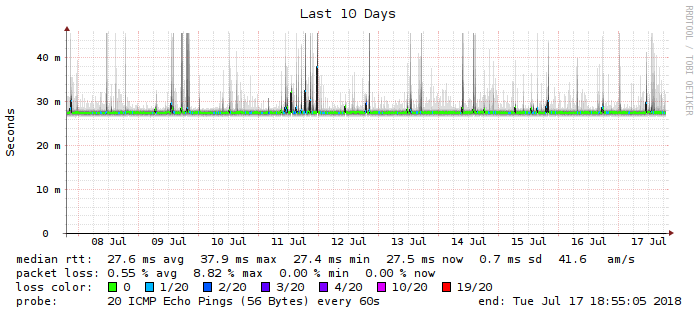 Last 10 Days
RRDTOOL / TOBI OETIKER
Seconds
40 m
30 m
20 m
10 m
0
08 Jul 09 Jul 10 Jul 11 Jul 12 Jul 13 Jul 14 Jul 15 Jul 16 Jul 17 Jul
median rtt: 27.6 ms avg 37.9 ms max 27.4 ms min 27.5 ms now 0.7 ms sd 41.6 am/s
packet loss: 0.55 % avg 8.82 % max 0.00 % min 0.00 % now
loss color: 0 1/20 2/20 3/20 4/20 10/20 19/20
probe: 20 ICMP Echo Pings (56 Bytes) every 60s end: Tue Jul 17 18:55:05 2018